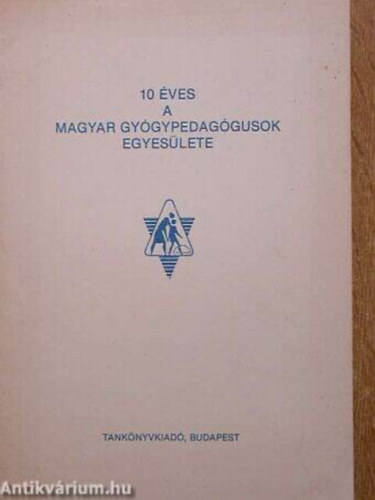 10 ÉVES
A
MAGYAR GYÓGYPEDAGÓGUSOK
EGYESÜLETE
TANKÖNYVKIADÓ, BUDAPEST
Antikvárium.hu